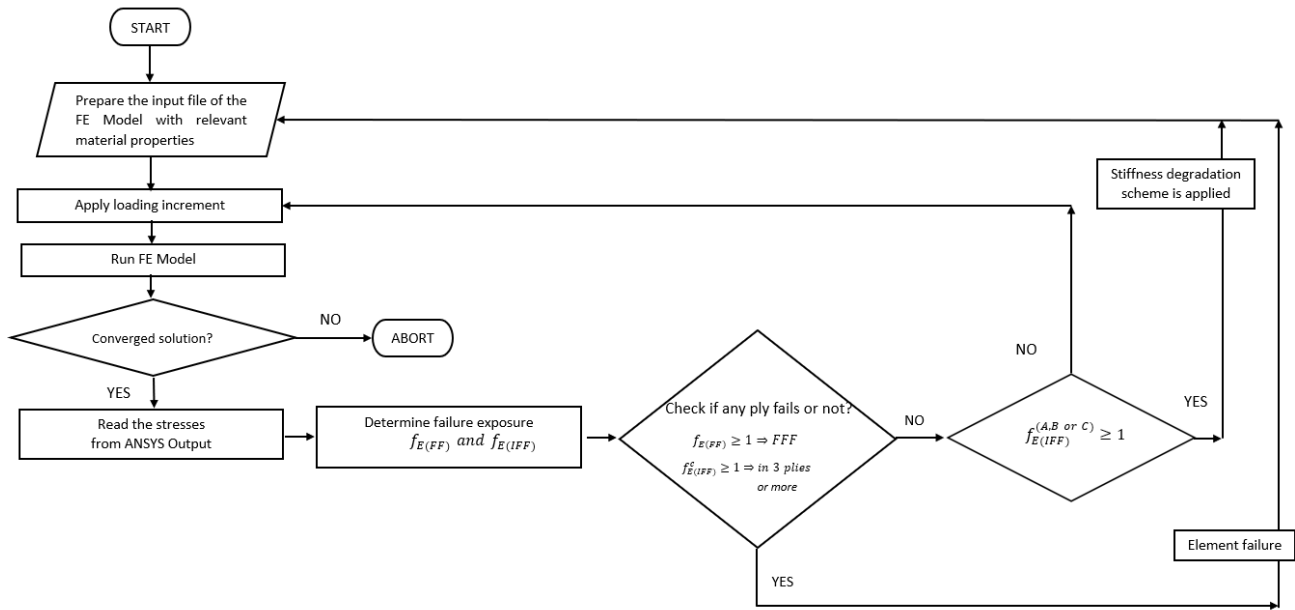 START
Prepare the input file of the
FE Model with relevant
material properties
Apply loading increment
Run FE Model
Converged solution?
NO
ABORT
YES
Read the stresses
from ANSYS Output
Determine failure exposure
f_E(FF) and f_E(IFF)
Check if any ply fails or not?
f_E(FF) ≥ 1 ⇒ FFF
f^c_E(IFF) ≥ 1 ⇒ in 3 plies
or more
NO
YES
f^(A,B or C)_E(IFF) ≥ 1
NO
YES
Stiffness degradation
scheme is applied
Element failure